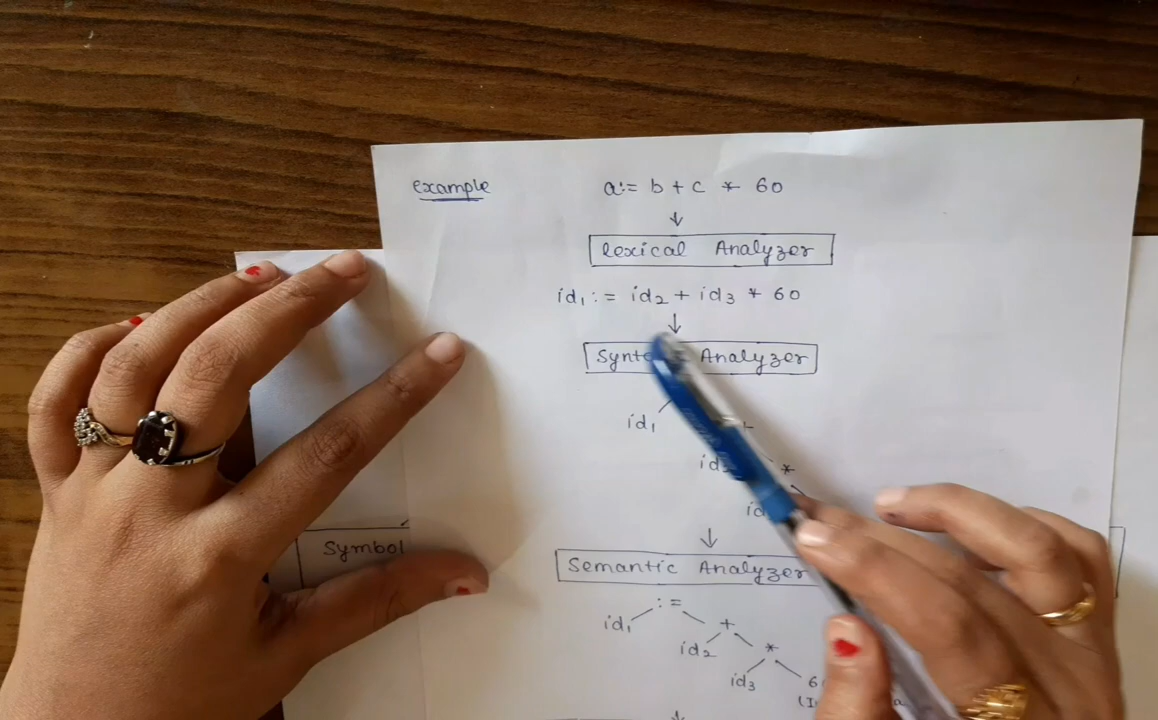 example a:= b + c * 60
↓
Lexical Analyzer
id₁ := id₂ + id₃ * 60
↓
Analyzer
id₁ +
*
↓
Semantic Analyzer
:=
id₁ +
id₂ *
id₃
Symbol